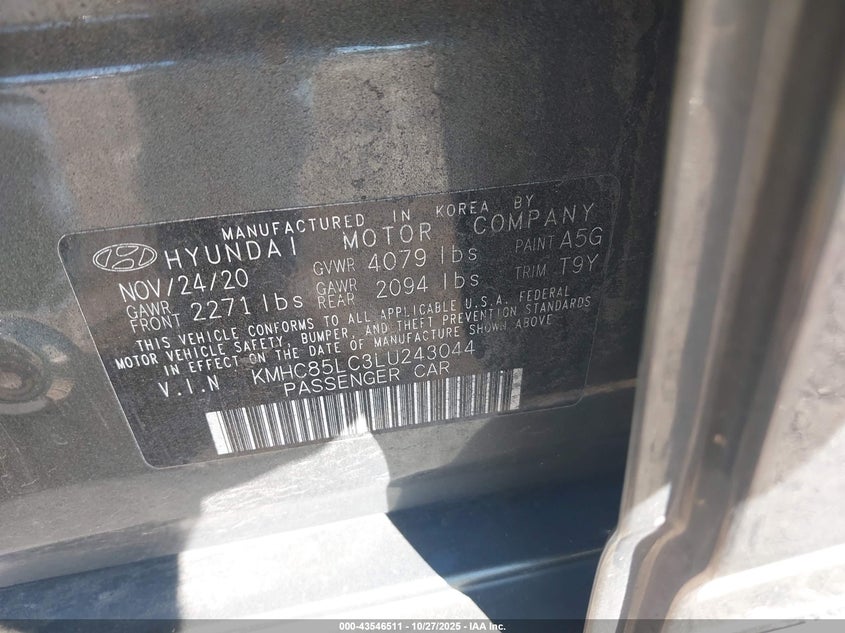 MANUFACTURED IN KOREA BY
HYUNDAI MOTOR COMPANY
NOV/24/20 GVWR 4079 lbs PAINT A5G
GAWR FRONT 2271 lbs GAWR REAR 2094 lbs TRIM T9Y
THIS VEHICLE CONFORMS TO ALL APPLICABLE U.S.A. FEDERAL
MOTOR VEHICLE SAFETY, BUMPER, AND THEFT PREVENTION STANDARDS
IN EFFECT ON THE DATE OF MANUFACTURE SHOWN ABOVE
V.I.N KMHC85LC3LU243044
PASSENGER CAR
000-43546511 - 10/27/2025 - IAA Inc.